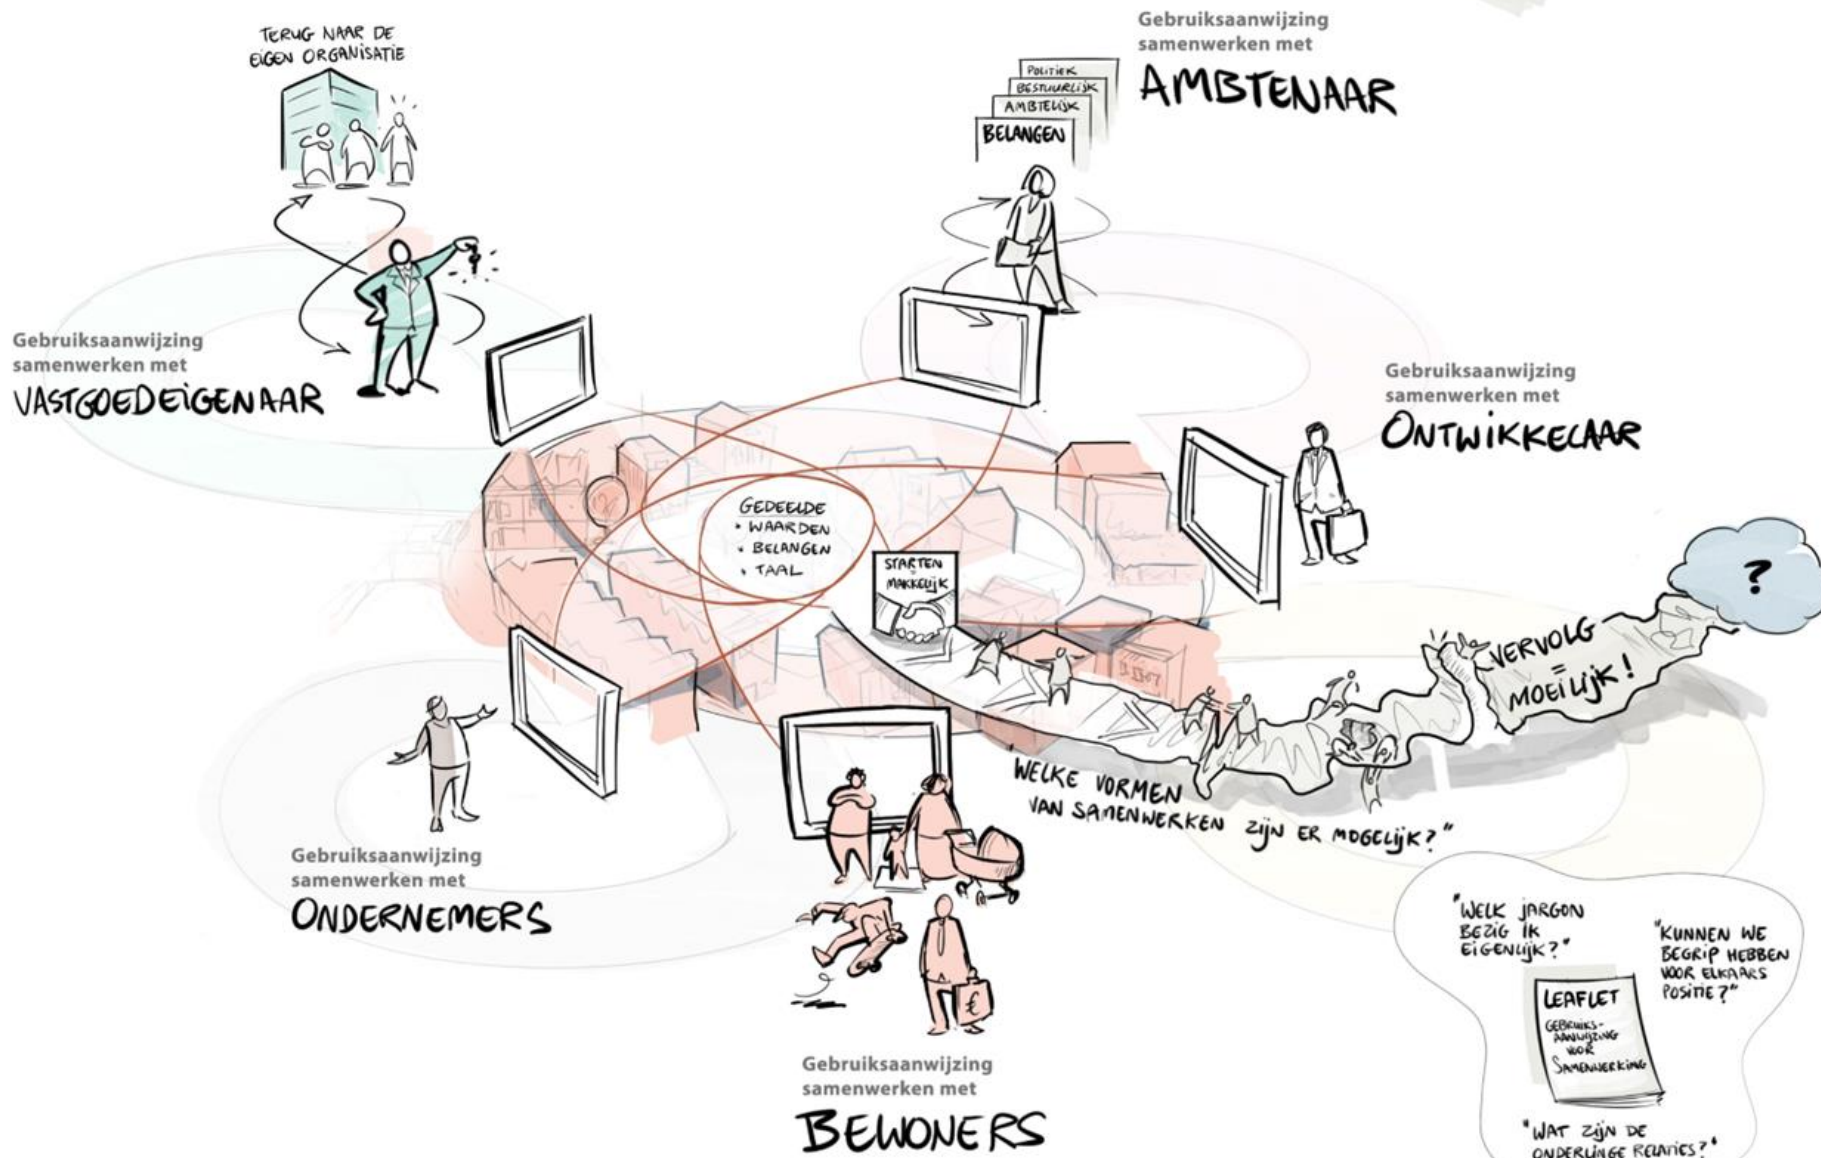 TERUG NAAR DE
EIGEN ORGANISATIE
Gebruiksaanwijzing
samenwerken met
AMBTENAAR
POLITIEK
BESTUURLIJK
AMBTELIJK
BELANGEN
Gebruiksaanwijzing
samenwerken met
VASTGOEDEIGENAAR
Gebruiksaanwijzing
samenwerken met
ONTWIKKELAAR
GEDEELDE
• WAARDEN
• BELANGEN
• TAAL
STARTEN
=
MAKKELIJK
?
VERVOLG
=
MOEILIJK!
"WELKE VORMEN
VAN SAMENWERKEN ZIJN ER MOGELIJK?"
Gebruiksaanwijzing
samenwerken met
ONDERNEMERS
€
Gebruiksaanwijzing
samenwerken met
BEWONERS
"WELK JARGON
BEZIG IK
EIGENLIJK?"
"KUNNEN WE
BEGRIP HEBBEN
VOOR ELKAARS
POSITIE?"
LEAFLET
GEBRUIKS-
AANWIJZING
VOOR
SAMENWERKING
"WAT ZIJN DE
ONDERLINGE RELATIES?"